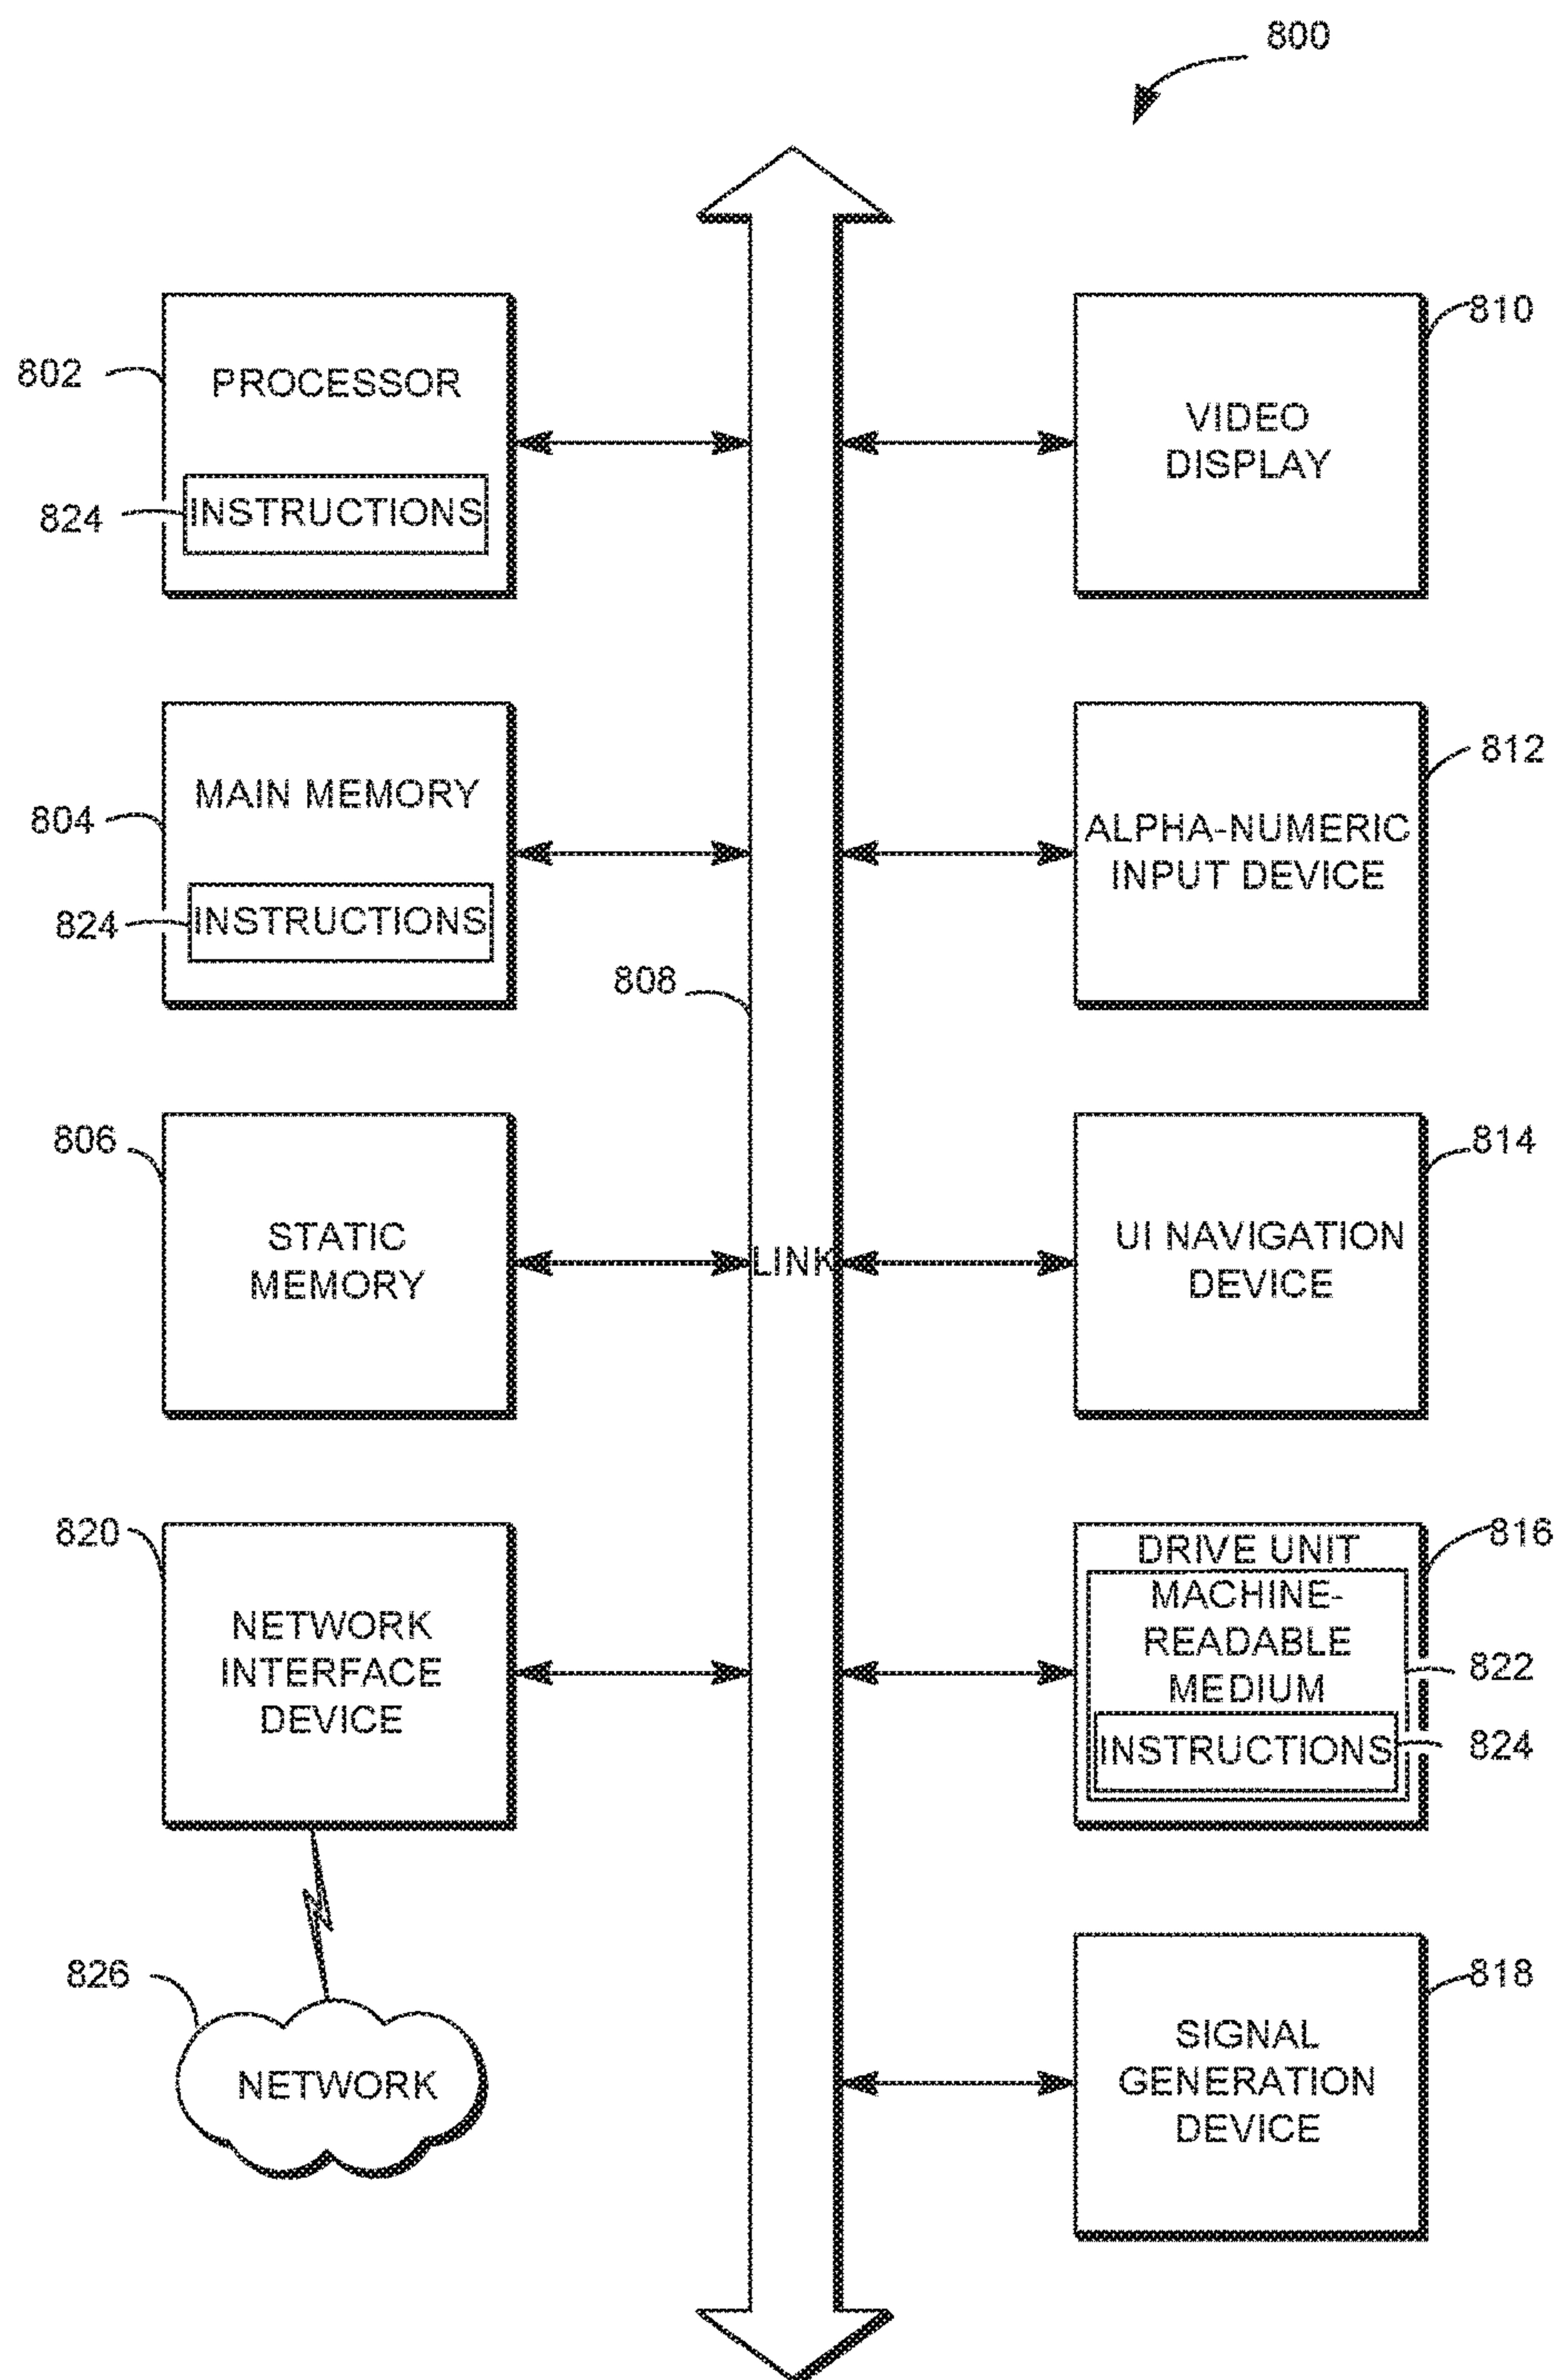 800
802
PROCESSOR
824
INSTRUCTIONS
804
MAIN MEMORY
824
INSTRUCTIONS
806
STATIC
MEMORY
820
NETWORK
INTERFACE
DEVICE
826
NETWORK
808
LINK
810
VIDEO
DISPLAY
812
ALPHA-NUMERIC
INPUT DEVICE
814
UI NAVIGATION
DEVICE
816
DRIVE UNIT
MACHINE-
READABLE
MEDIUM
822
INSTRUCTIONS
824
818
SIGNAL
GENERATION
DEVICE